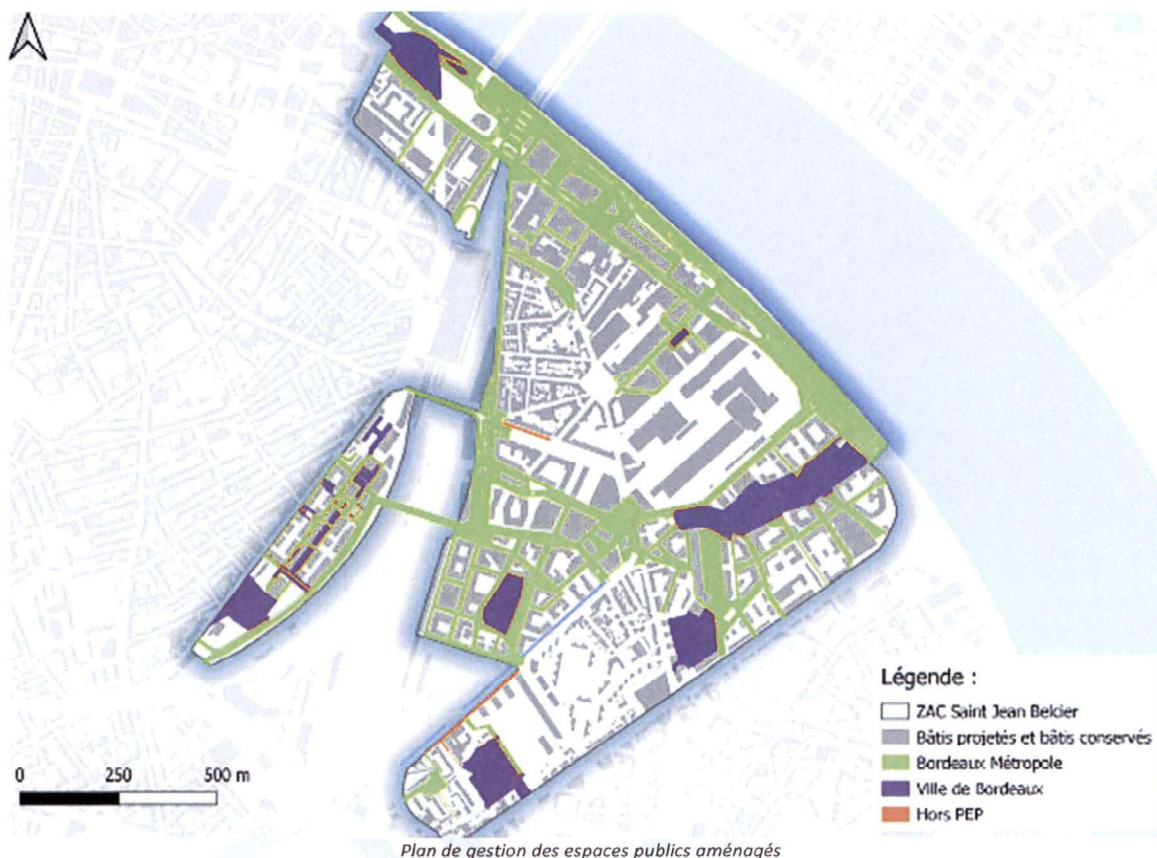 0 250 500 m
Légende :
ZAC Saint Jean Belcier
Bâtis projetés et bâtis conservés
Bordeaux Métropole
Ville de Bordeaux
Hors PEP
Plan de gestion des espaces publics aménagés